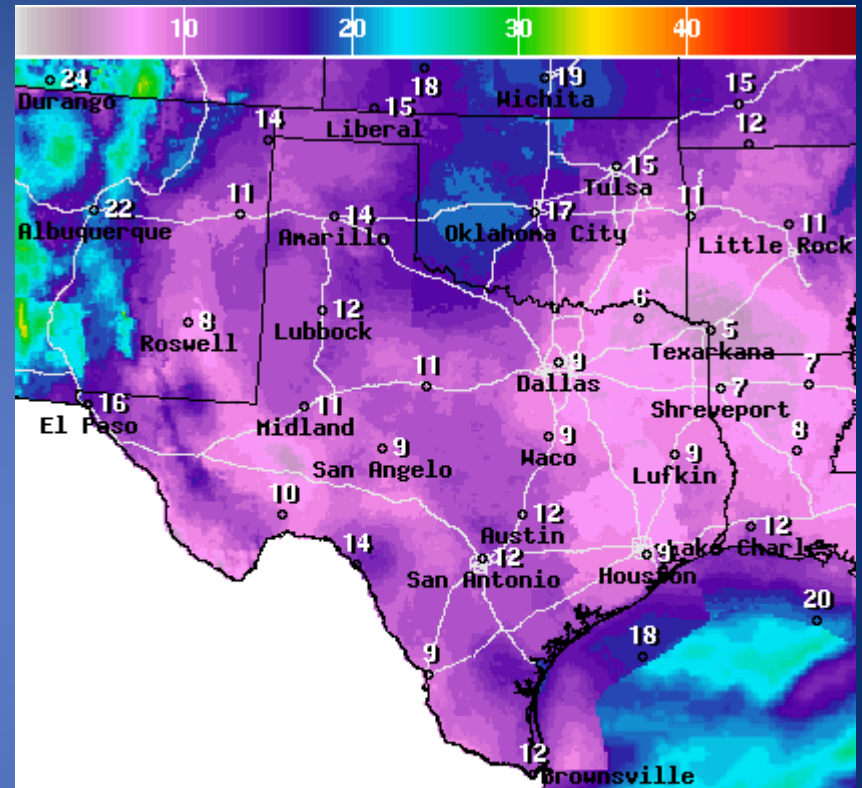 10 20 30 40
24
Durango
18
19
Wichita
15
15
Liberal
14
12
15
Tulsa
22
Albuquerque
11
14
Amarillo
17
Oklahoma City
11
11
Little Rock
8
Roswell
12
Lubbock
6
5
Texarkana
9
Dallas
11
7
Shreveport
7
16
El Paso
11
Midland
9
San Angelo
9
Waco
9
Lufkin
8
10
12
Austin
12
Lake Charl
14
12
San Antonio
9
Houston
20
18
9
12
Brownsville